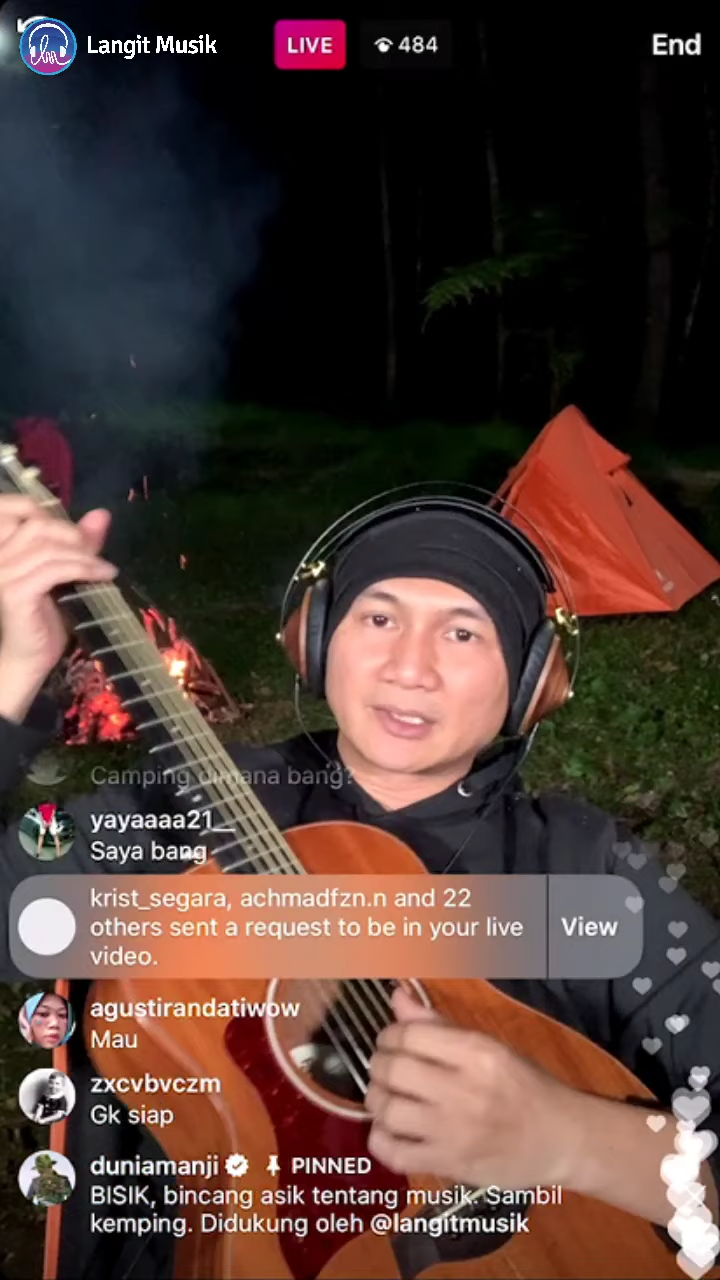 Langit Musik
LIVE
484
End
Camping dimana bang?
yayaaaa21__
Saya bang
krist_segara, achmadfzn.n and 22
others sent a request to be in your live
video.
View
agustirandatiwow
Mau
zxcvbvczm
Gk siap
duniamanji PINNED
BISIK, bincang asik tentang musik. Sambil
kemping. Didukung oleh @langitmusik